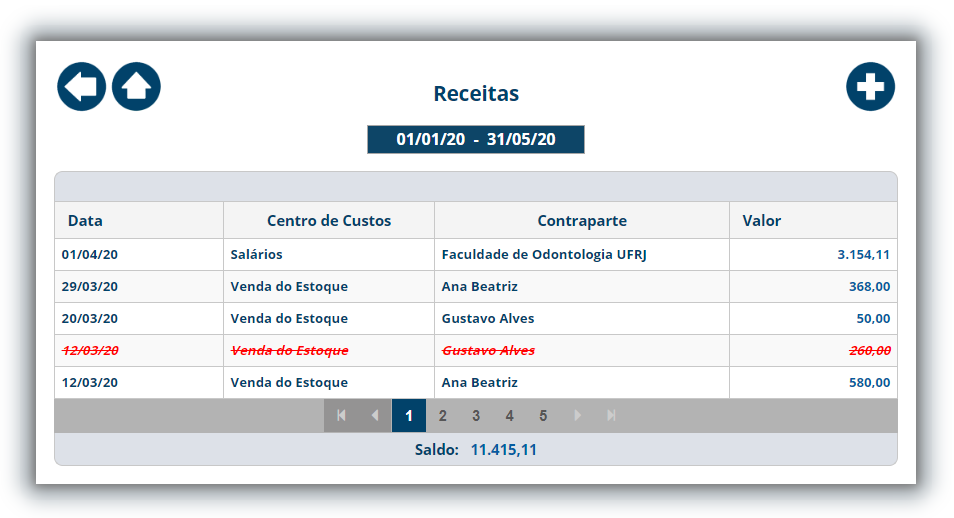 Receitas
01/01/20 - 31/05/20
Data Centro de Custos Contraparte Valor
01/04/20 Salários Faculdade de Odontologia UFRJ 3.154,11
29/03/20 Venda do Estoque Ana Beatriz 368,00
20/03/20 Venda do Estoque Gustavo Alves 50,00
12/03/20 Venda do Estoque Gustavo Alves 260,00
12/03/20 Venda do Estoque Ana Beatriz 580,00
1 2 3 4 5
Saldo: 11.415,11